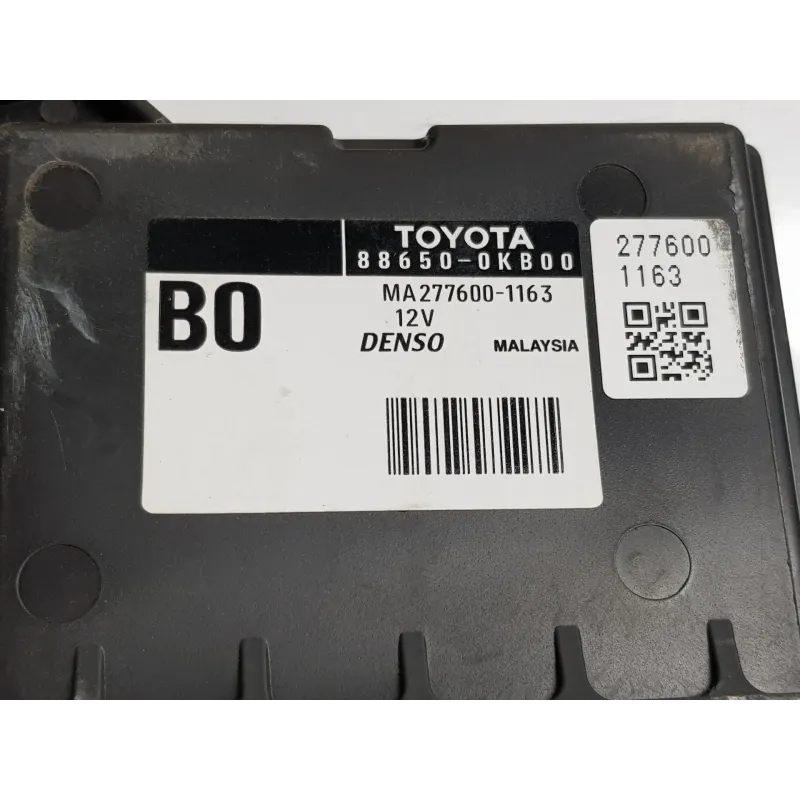 TOYOTA
88650-0KB00
B0
MA277600-1163
12V
DENSO MALAYSIA
277600
1163